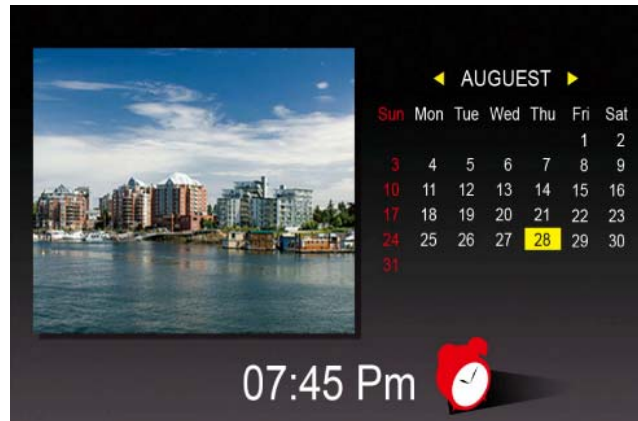 AUGUEST
Sun Mon Tue Wed Thu Fri Sat
1 2
3 4 5 6 7 8 9
10 11 12 13 14 15 16
17 18 19 20 21 22 23
24 25 26 27 28 29 30
31
07:45 Pm